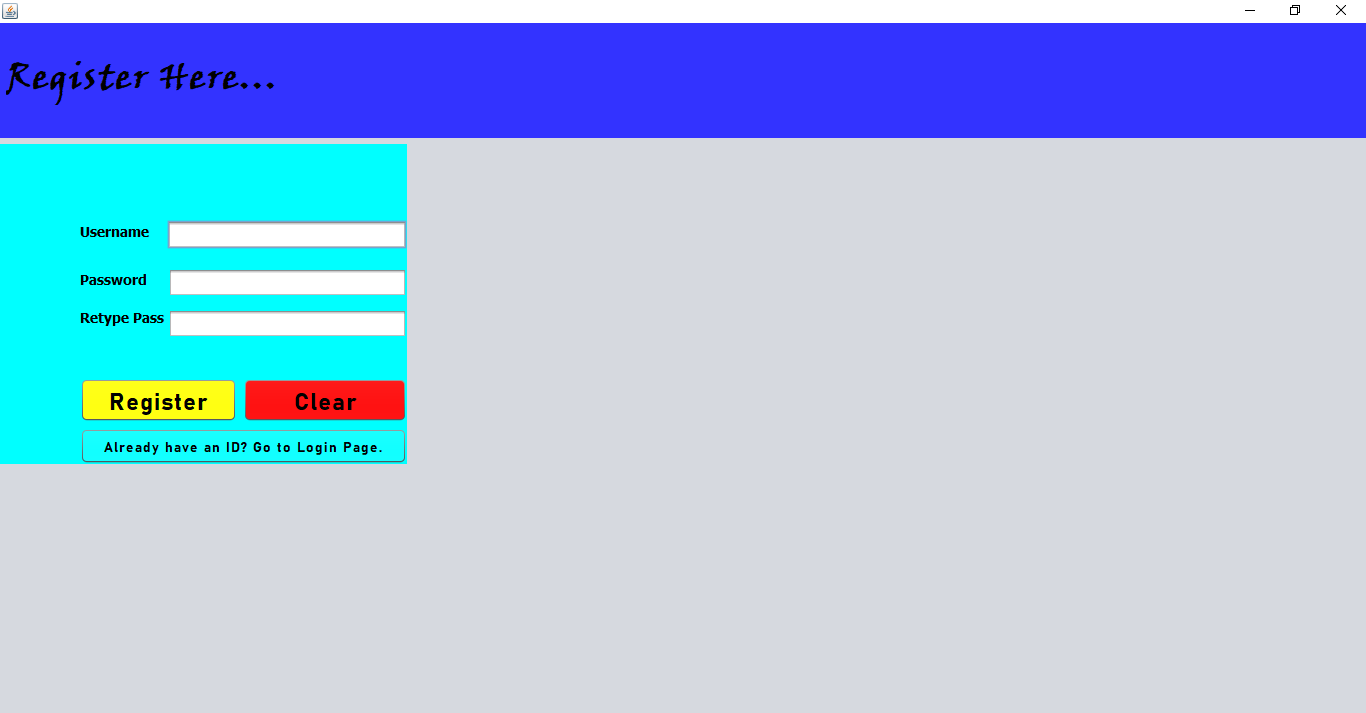 Register Here...
Username
Password
Retype Pass
Register Clear
Already have an ID? Go to Login Page.